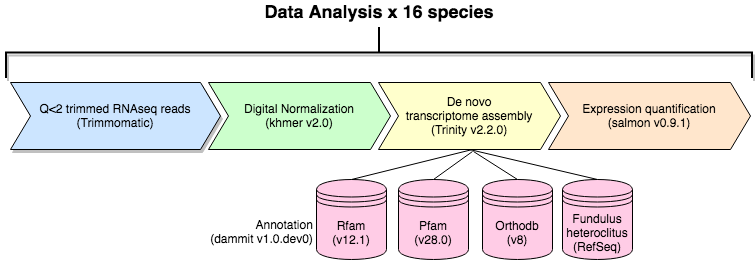 Data Analysis x 16 species
Q<2 trimmed RNAseq reads
(Trimmomatic)
Digital Normalization
(khmer v2.0)
De novo
transcriptome assembly
(Trinity v2.2.0)
Expression quantification
(salmon v0.9.1)
Annotation
(dammit v1.0.dev0)
Rfam
(v12.1)
Pfam
(v28.0)
Orthodb
(v8)
Fundulus
heteroclitus
(RefSeq)